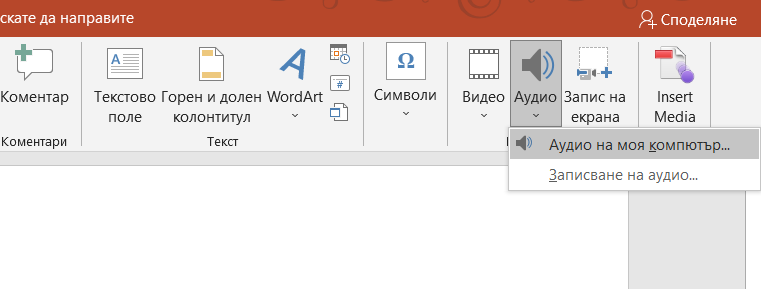 скате да направите
Споделяне
Коментар
Текстово
поле
Горен и долен
колонтитул
WordArt
#
Ω
Символи
Видео
Аудио
Запис на
екрана
Insert
Media
Коментари
Текст
Аудио на моя компютър...
Записване на аудио...